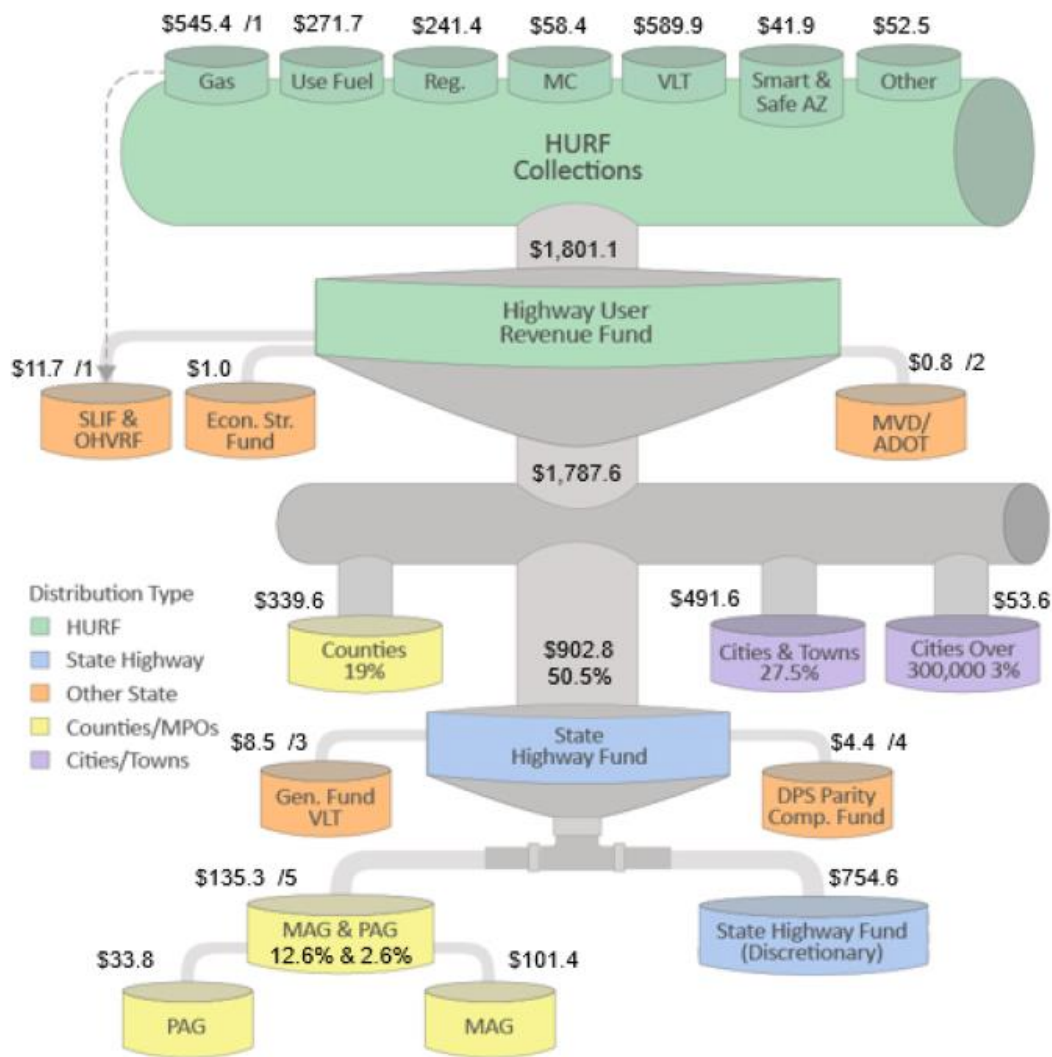 $545.4 /1
$271.7
$241.4
$58.4
$589.9
$41.9
$52.5
Gas
Use Fuel
Reg.
MC
VLT
Smart &
Safe AZ
Other
HURF
Collections
$1,801.1
Highway User
Revenue Fund
$11.7 /1
$1.0
$0.8 /2
SLIF &
OHVRF
Econ. Str.
Fund
MVD/
ADOT
$1,787.6
Distribution Type
HURF
State Highway
Other State
Counties/MPOs
Cities/Towns
$339.6
Counties
19%
$902.8
50.5%
$491.6
Cities & Towns
27.5%
$53.6
Cities Over
300,000 3%
State
Highway Fund
$8.5 /3
Gen. Fund
VLT
$4.4 /4
DPS Parity
Comp. Fund
$135.3 /5
MAG & PAG
12.6% & 2.6%
$754.6
State Highway Fund
(Discretionary)
$33.8
PAG
$101.4
MAG